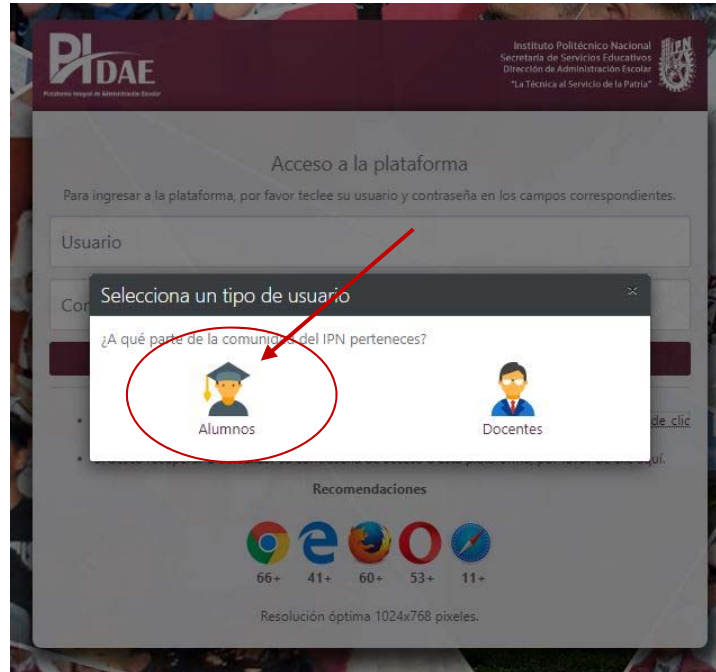 PIDAE
Plataforma Integral de Administración Escolar
Instituto Politécnico Nacional
Secretaría de Servicios Educativos
Dirección de Administración Escolar
"La Técnica al Servicio de la Patria"
IPN
Acceso a la plataforma
Para ingresar a la plataforma, por favor teclee su usuario y contraseña en los campos correspondientes.
Usuario
Selecciona un tipo de usuario
¿A qué parte de la comunidad del IPN perteneces?
Alumnos
Docentes
de clic
Recomendaciones
66+ 41+ 60+ 53+ 11+
Resolución óptima 1024x768 pixeles.